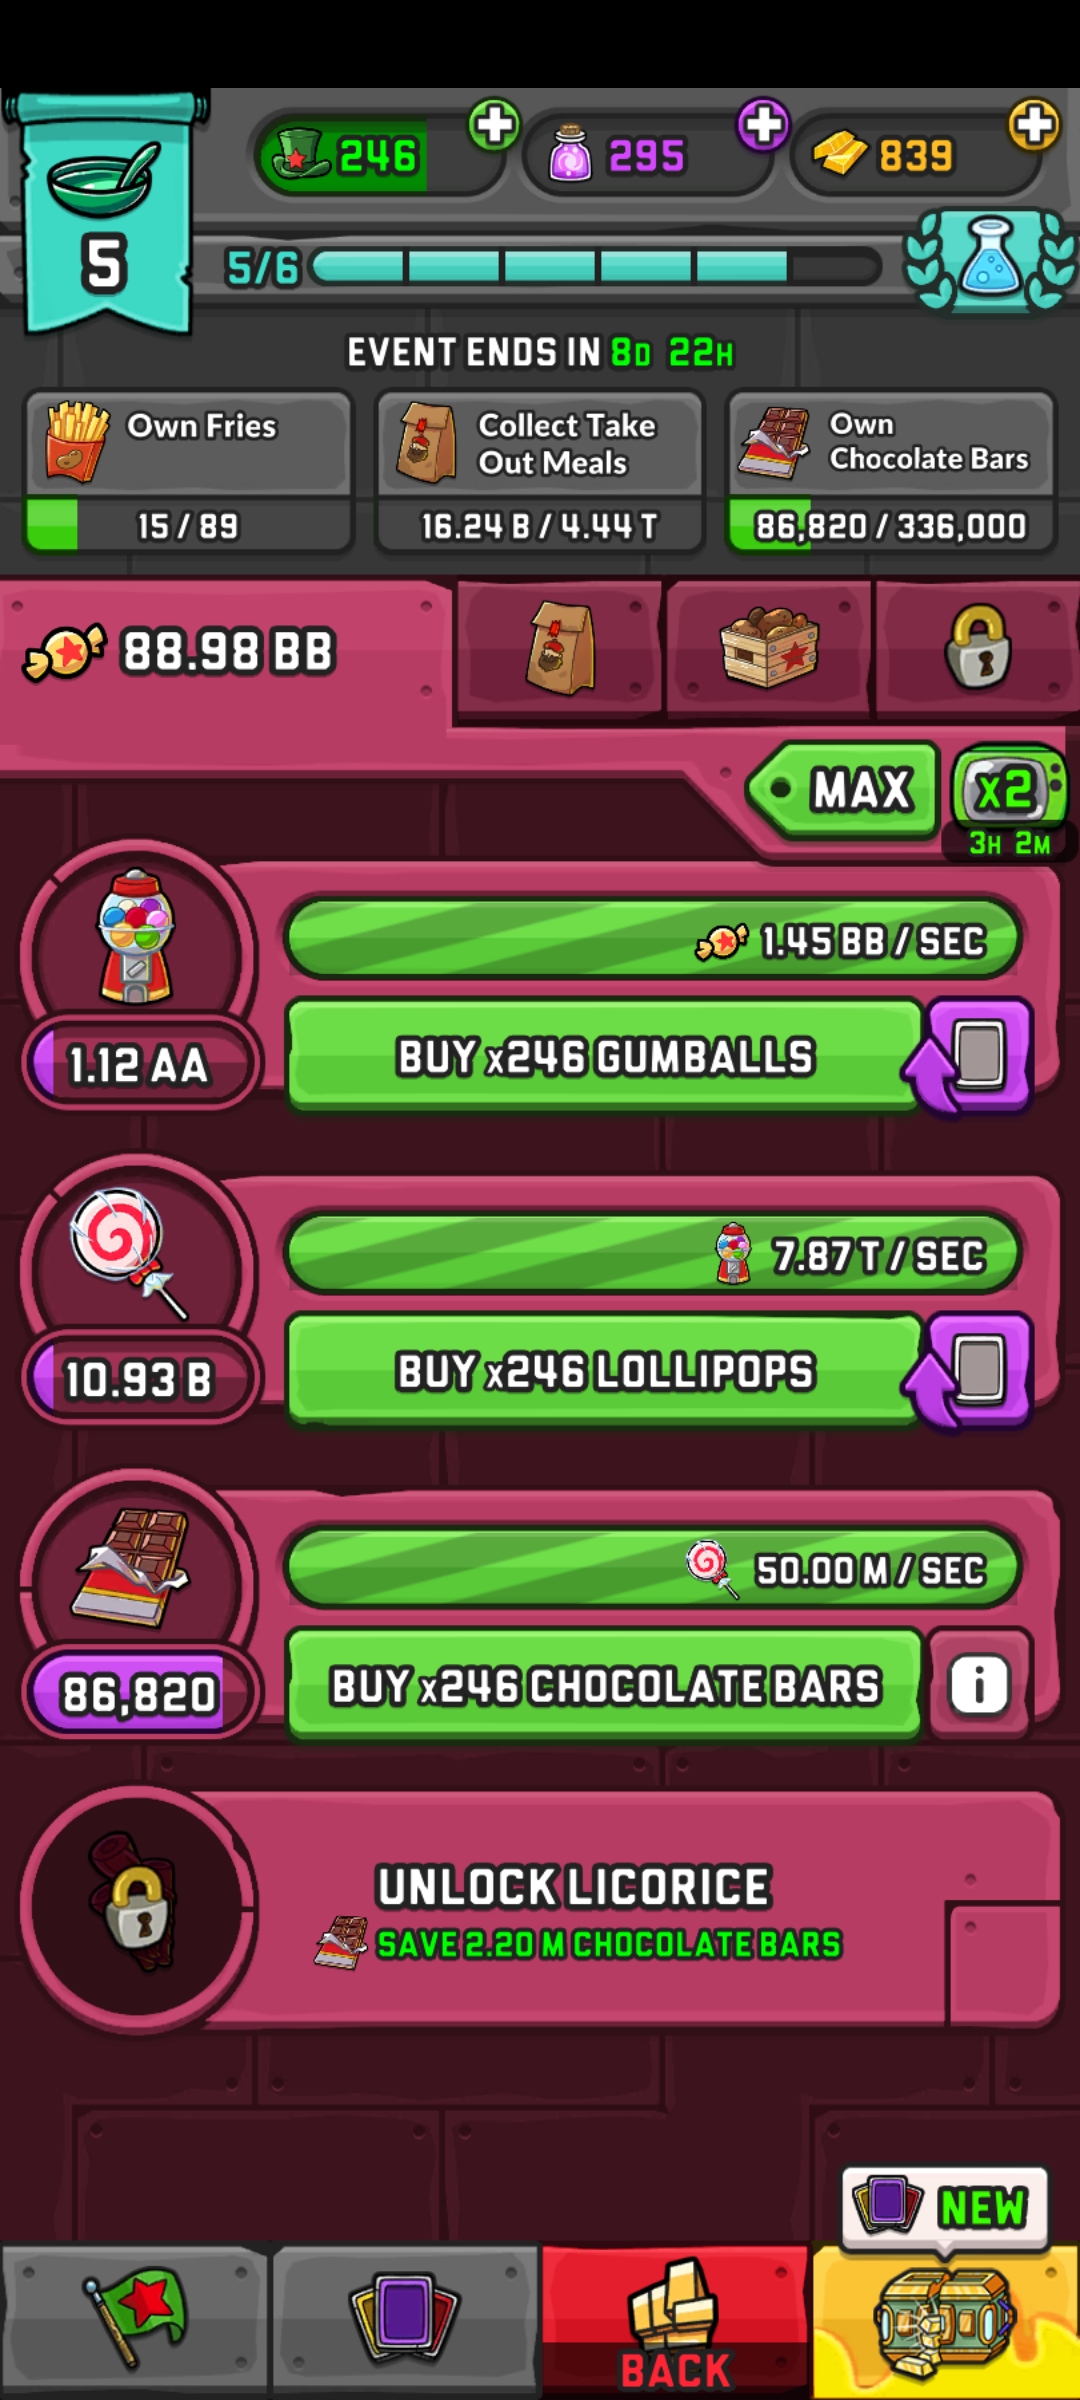 246
295
839
5
5/6
EVENT ENDS IN 8D 22H
Own Fries
15 / 89
Collect Take
Out Meals
16.24 B / 4.44 T
Own
Chocolate Bars
86,820 / 336,000
88.98 BB
MAX
x2
3H 2M
1.45 BB / SEC
1.12 AA
BUY x246 GUMBALLS
7.87 T / SEC
10.93 B
BUY x246 LOLLIPOPS
50.00 M / SEC
86,820
BUY x246 CHOCOLATE BARS
i
UNLOCK LICORICE
SAVE 2.20 M CHOCOLATE BARS
NEW
BACK